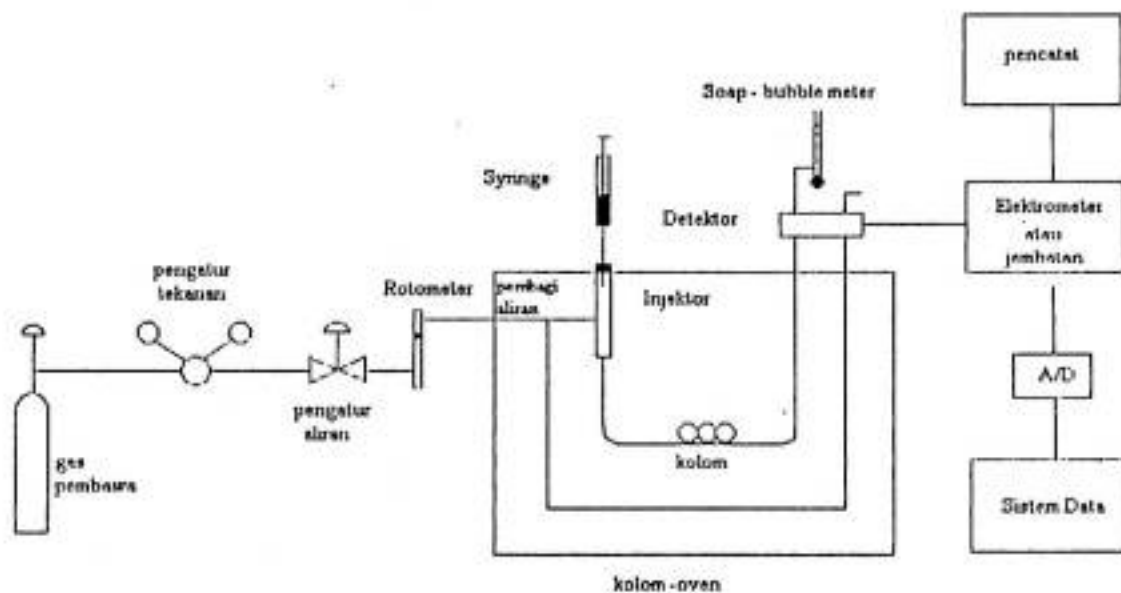 pencatat
Soap - bubble meter
Syringe
Detektor
Elektrometer
atau
jembatan
pengatur
tekanan
Rotometer
pembagi
aliran
Injektor
A/D
pengatur
aliran
kolom
gas
pembawa
Sistem Data
kolom -oven